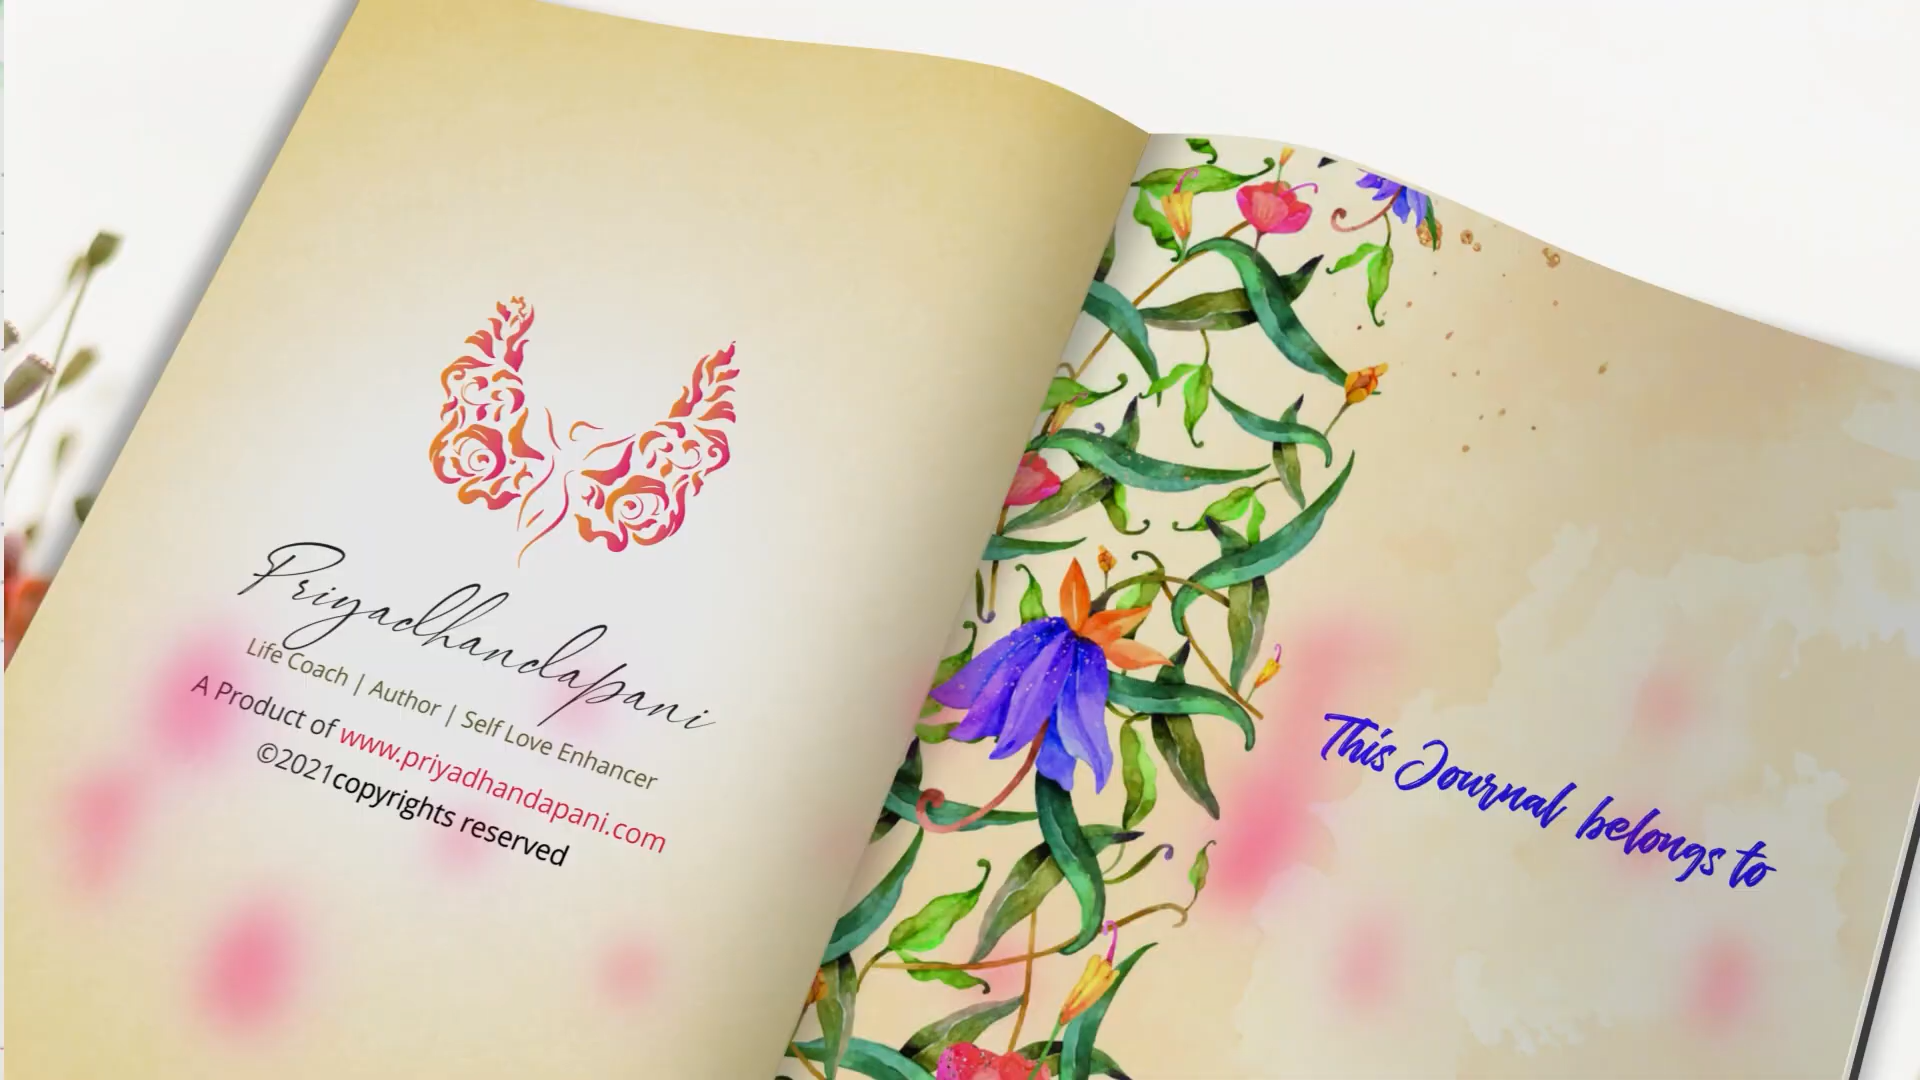 Priyadhandapani
Life Coach | Author | Self Love Enhancer
A Product of www.priyadhandapani.com
©2021copyrights reserved
This Journal belongs to